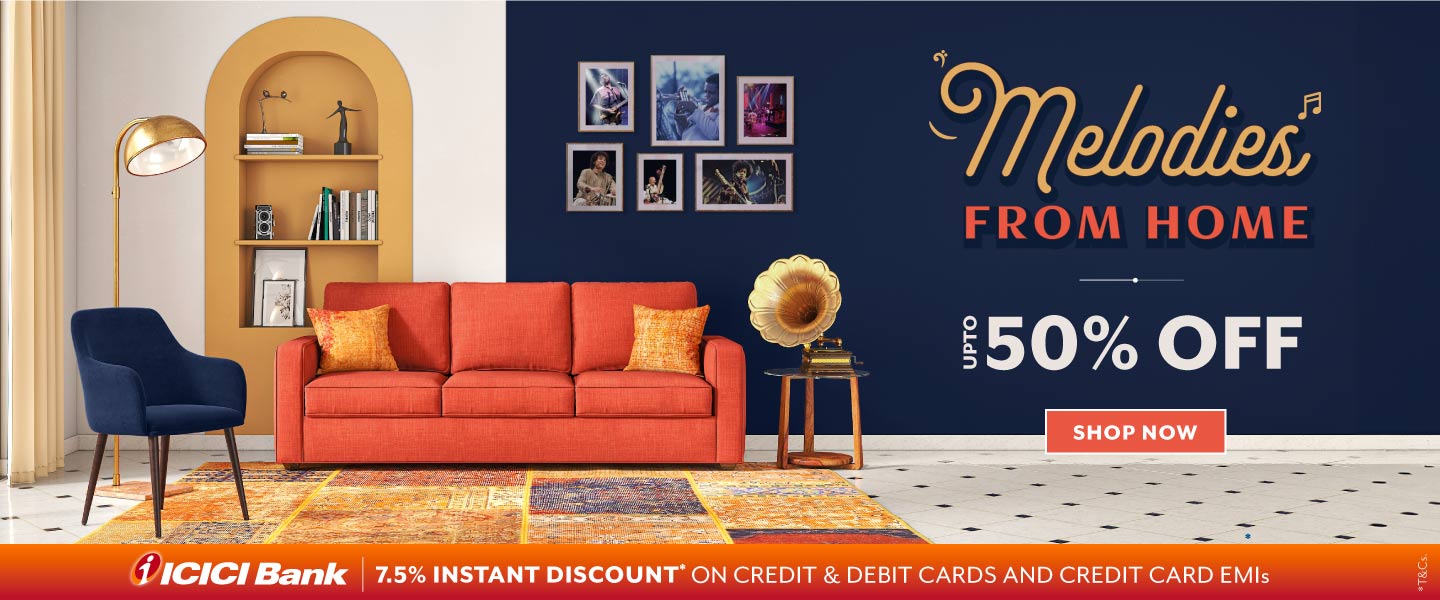 Melodies
FROM HOME
UPTO
50% OFF
SHOP NOW
ICICI Bank
7.5% INSTANT DISCOUNT* ON CREDIT & DEBIT CARDS AND CREDIT CARD EMIs
*T&Cs.